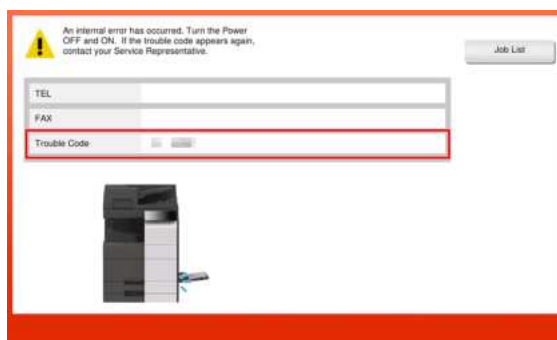 An internal error has occurred. Turn the Power
OFF and ON. If the trouble code appears again,
contact your Service Representative.
Job List
TEL
FAX
Trouble Code